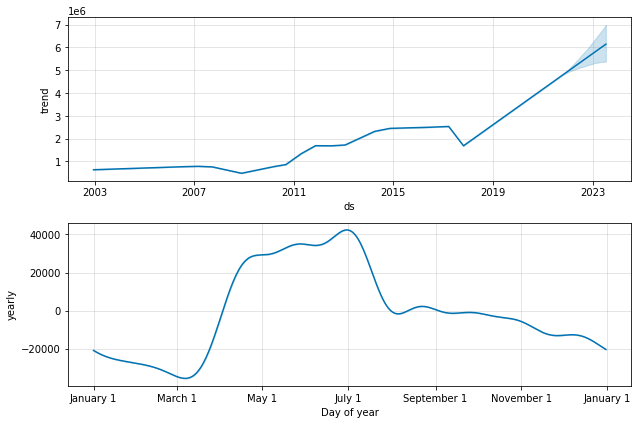 1e6
7
6
5
4
3
2
1
trend
2003 2007 2011 2015 2019 2023
ds
40000
20000
0
−20000
yearly
January 1 March 1 May 1 July 1 September 1 November 1 January 1
Day of year